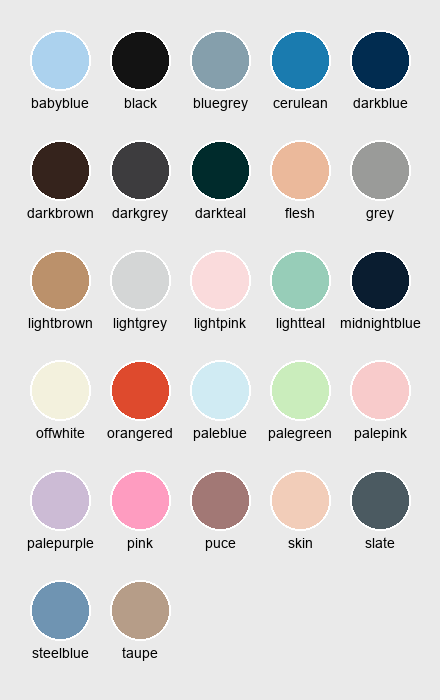 babyblue black bluegrey cerulean darkblue
darkbrown darkgrey darkteal flesh grey
lightbrown lightgrey lightpink lightteal midnightblue
offwhite orangered paleblue palegreen palepink
palepurple pink puce skin slate
steelblue taupe